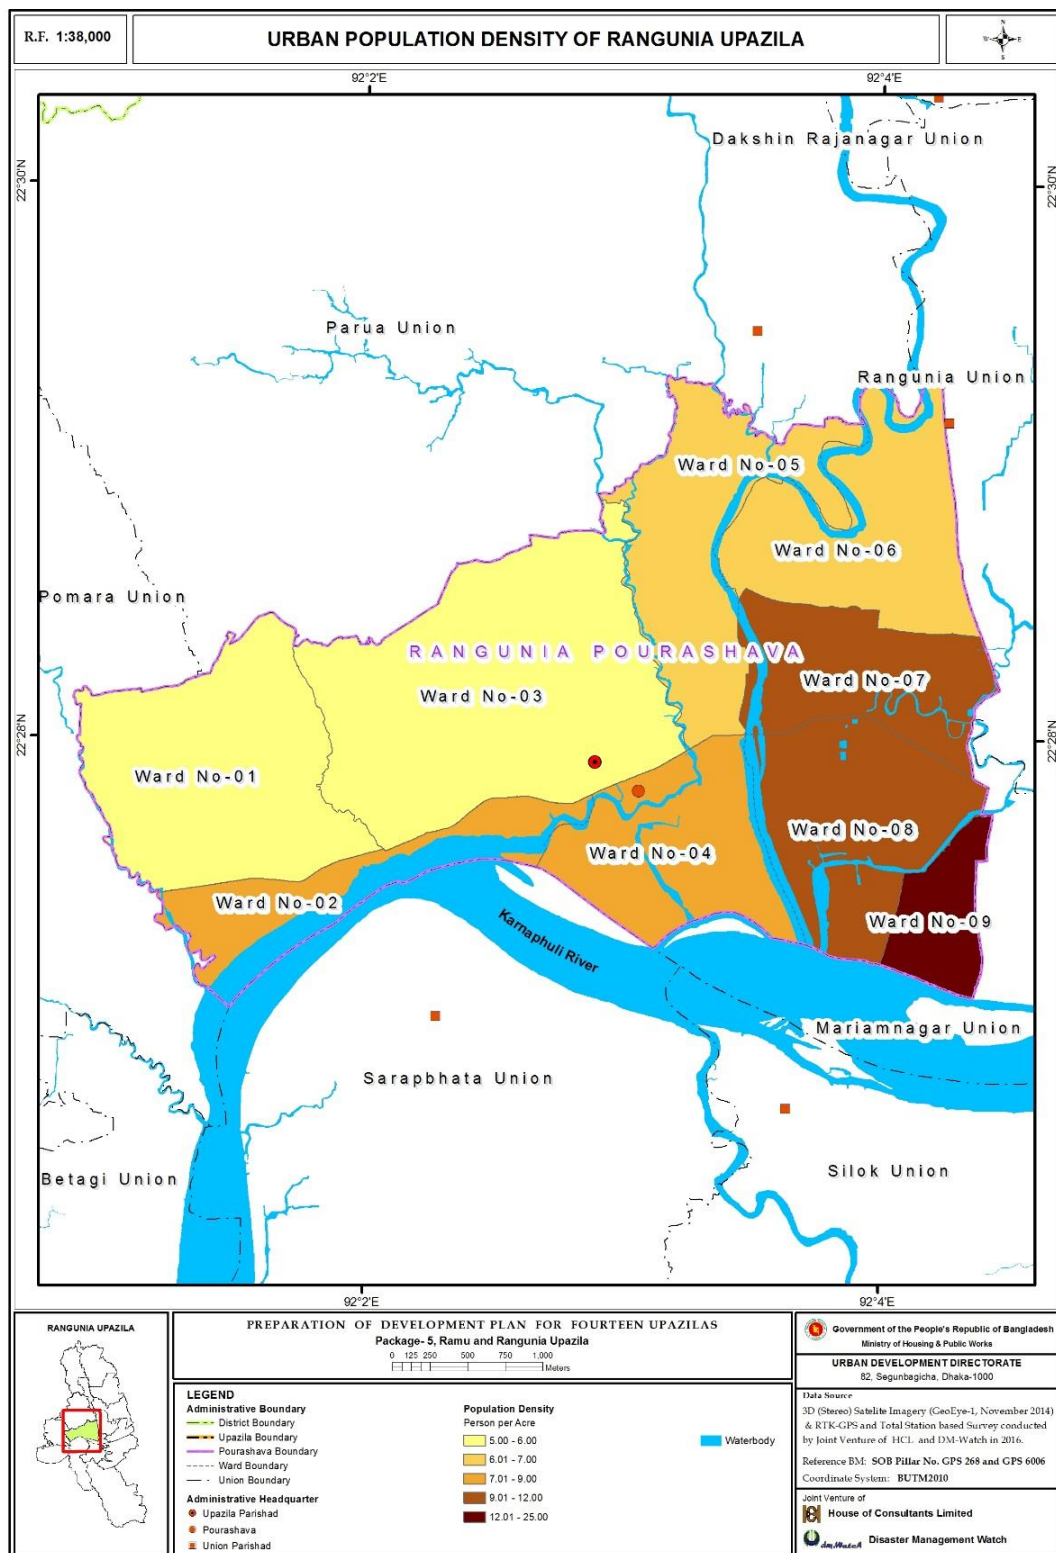 R.F. 1:38,000
URBAN POPULATION DENSITY OF RANGUNIA UPAZILA
N
W
E
S
92°2'E
92°4'E
22°30'N
22°30'N
Dakshin Rajanagar Union
Parua Union
Rangunia Union
Ward No-05
Ward No-06
Pomara Union
RANGUNIA POURASHAVA
Ward No-07
Ward No-03
22°28'N
22°28'N
Ward No-01
Ward No-08
Ward No-04
Ward No-02
Ward No-09
Karnaphuli River
Mariamnagar Union
Sarapbhata Union
Silok Union
Betagi Union
92°2'E
92°4'E
RANGUNIA UPAZILA
PREPARATION OF DEVELOPMENT PLAN FOR FOURTEEN UPAZILAS
Package- 5, Ramu and Rangunia Upazila
0 125 250 500 750 1,000
Meters
LEGEND
Administrative Boundary
District Boundary
Upazila Boundary
Pourashava Boundary
Ward Boundary
Union Boundary
Administrative Headquarter
Upazila Parishad
Pourashava
Union Parishad
Population Density
Person per Acre
5.00 - 6.00
6.01 - 7.00
7.01 - 9.00
9.01 - 12.00
12.01 - 25.00
Waterbody
Government of the People's Republic of Bangladesh
Ministry of Housing & Public Works
URBAN DEVELOPMENT DIRECTORATE
82, Segunbagicha, Dhaka-1000
Data Source
3D (Stereo) Satelite Imagery (GeoEye-1, November 2014)
& RTK-GPS and Total Station based Survey conducted
by Joint Venture of HCL and DM-Watch in 2016.
Reference BM: SOB Pillar No. GPS 268 and GPS 6006
Coordinate System: BUTM2010
Joint Venture of
House of Consultants Limited
dmWatch Disaster Management Watch